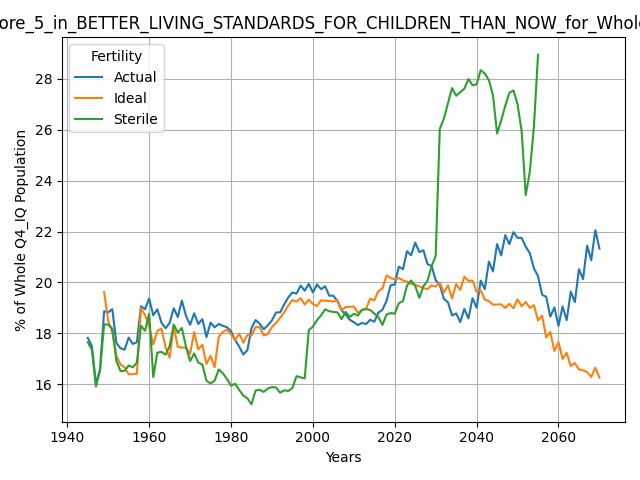 ore_5_in_BETTER_LIVING_STANDARDS_FOR_CHILDREN_THAN_NOW_for_Whole
Fertility
Actual
Ideal
Sterile
28
26
24
22
20
18
16
% of Whole Q4_IQ Population
1940
1960
1980
2000
2020
2040
2060
Years